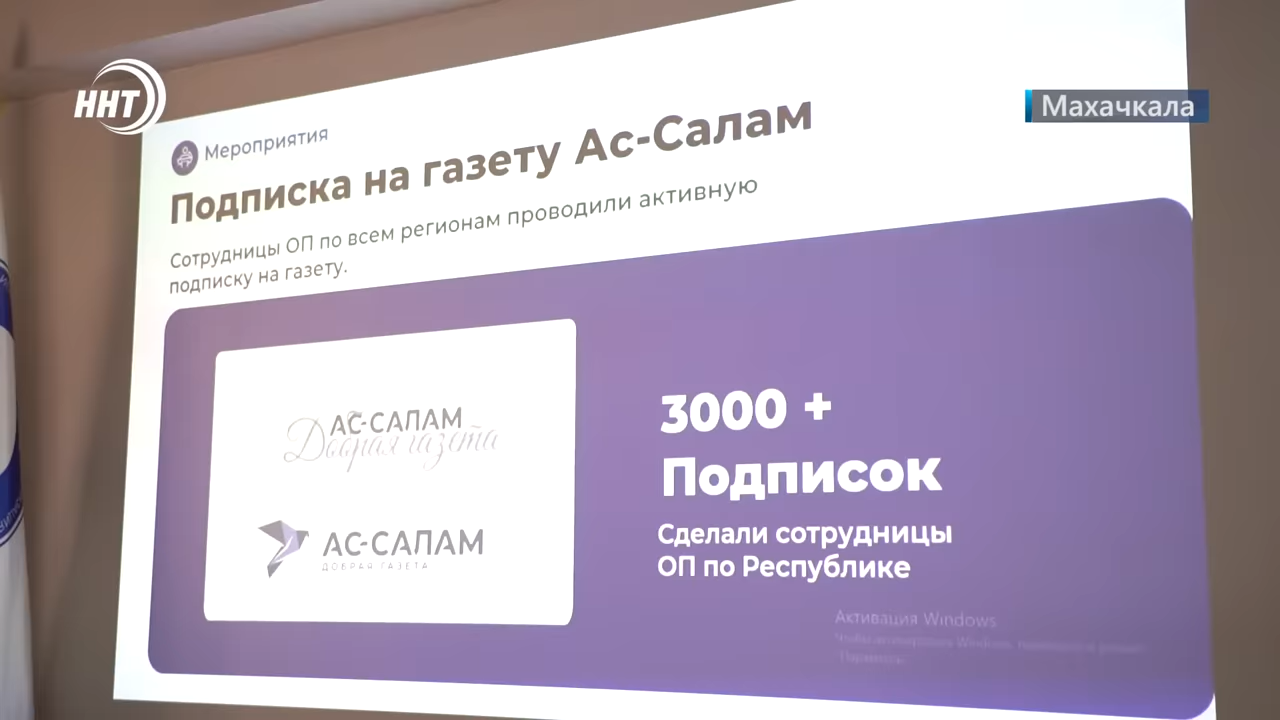 ННТ
Махачкала
Мероприятия
Подписка на газету Ас-Салам
Сотрудницы ОП по всем регионам проводили активную
подписку на газету.
АС-САЛАМ
Добрая газета
АС-САЛАМ
ДОБРАЯ ГАЗЕТА
3000 +
Подписок
Сделали сотрудницы
ОП по Республике
Активация Windows